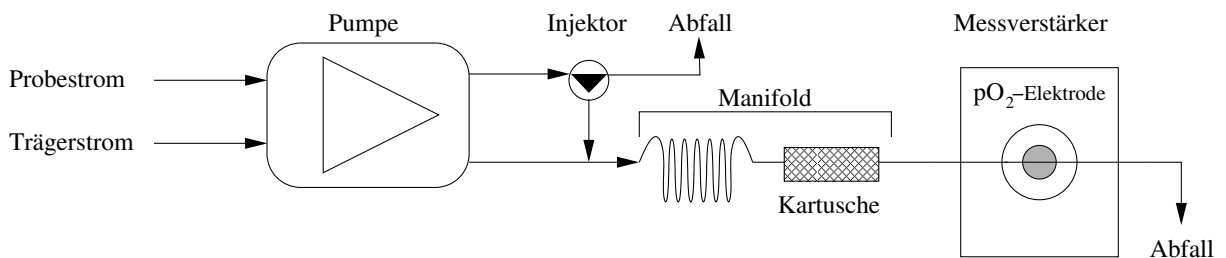 Pumpe
Injektor
Abfall
Messverstärker
Probestrom
Trägerstrom
Manifold
pO2–Elektrode
Kartusche
Abfall